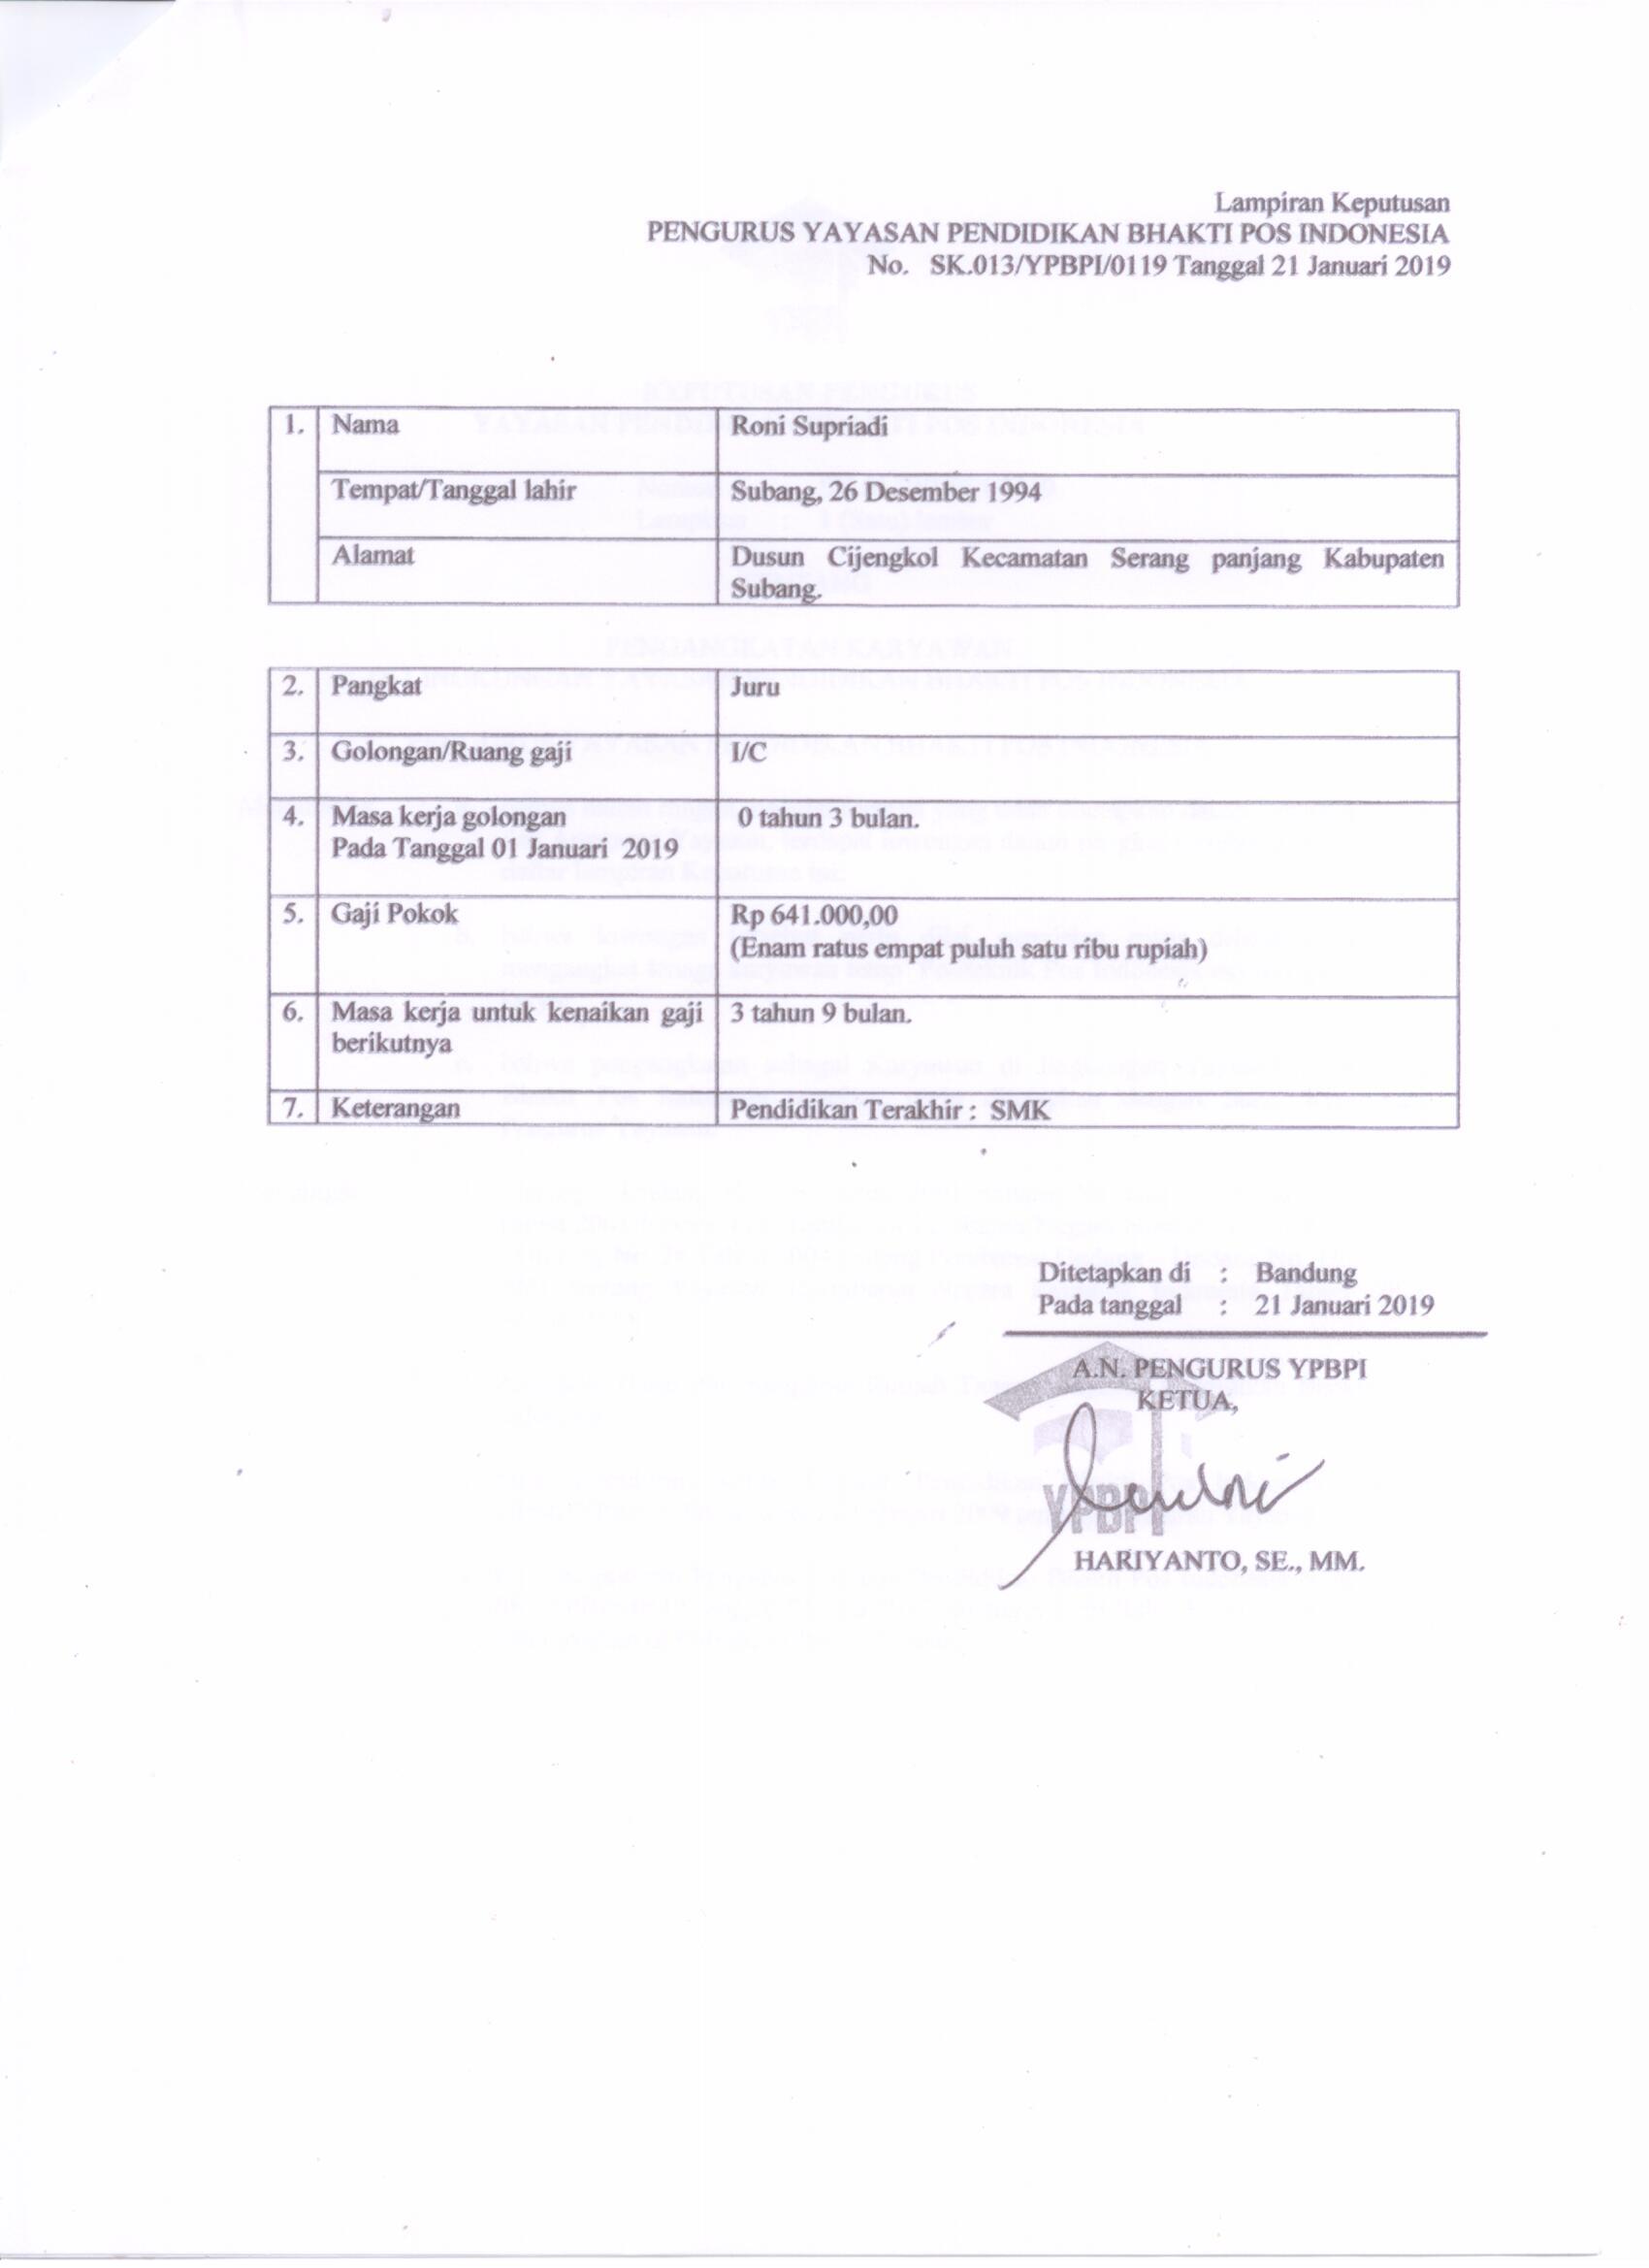 Lampiran Keputusan
PENGURUS YAYASAN PENDIDIKAN BHAKTI POS INDONESIA
No. SK.013/YPBPI/0119 Tanggal 21 Januari 2019
1. Nama Roni Supriadi
Tempat/Tanggal lahir Subang, 26 Desember 1994
Alamat Dusun Cijengkol Kecamatan Serang panjang Kabupaten
Subang.
2. Pangkat Juru
3. Golongan/Ruang gaji I/C
4. Masa kerja golongan 0 tahun 3 bulan.
Pada Tanggal 01 Januari 2019
5. Gaji Pokok Rp 641.000,00
(Enam ratus empat puluh satu ribu rupiah)
6. Masa kerja untuk kenaikan gaji 3 tahun 9 bulan.
berikutnya
7. Keterangan Pendidikan Terakhir : SMK
Ditetapkan di : Bandung
Pada tanggal : 21 Januari 2019
A.N. PENGURUS YPBPI
KETUA,
YPBPI
HARIYANTO, SE., MM.